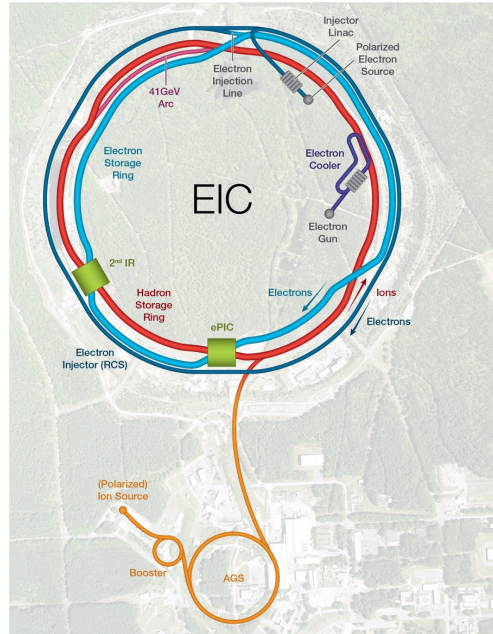 Injector
Linac
Polarized
Electron
Source
Electron
Injection
Line
41GeV
Arc
Electron
Storage
Ring
Electron
Cooler
EIC
Electron
Gun
2nd IR
Hadron
Storage
Ring
Electrons
Ions
Electrons
ePIC
Electron
Injector (RCS)
(Polarized)
Ion Source
Booster
AGS